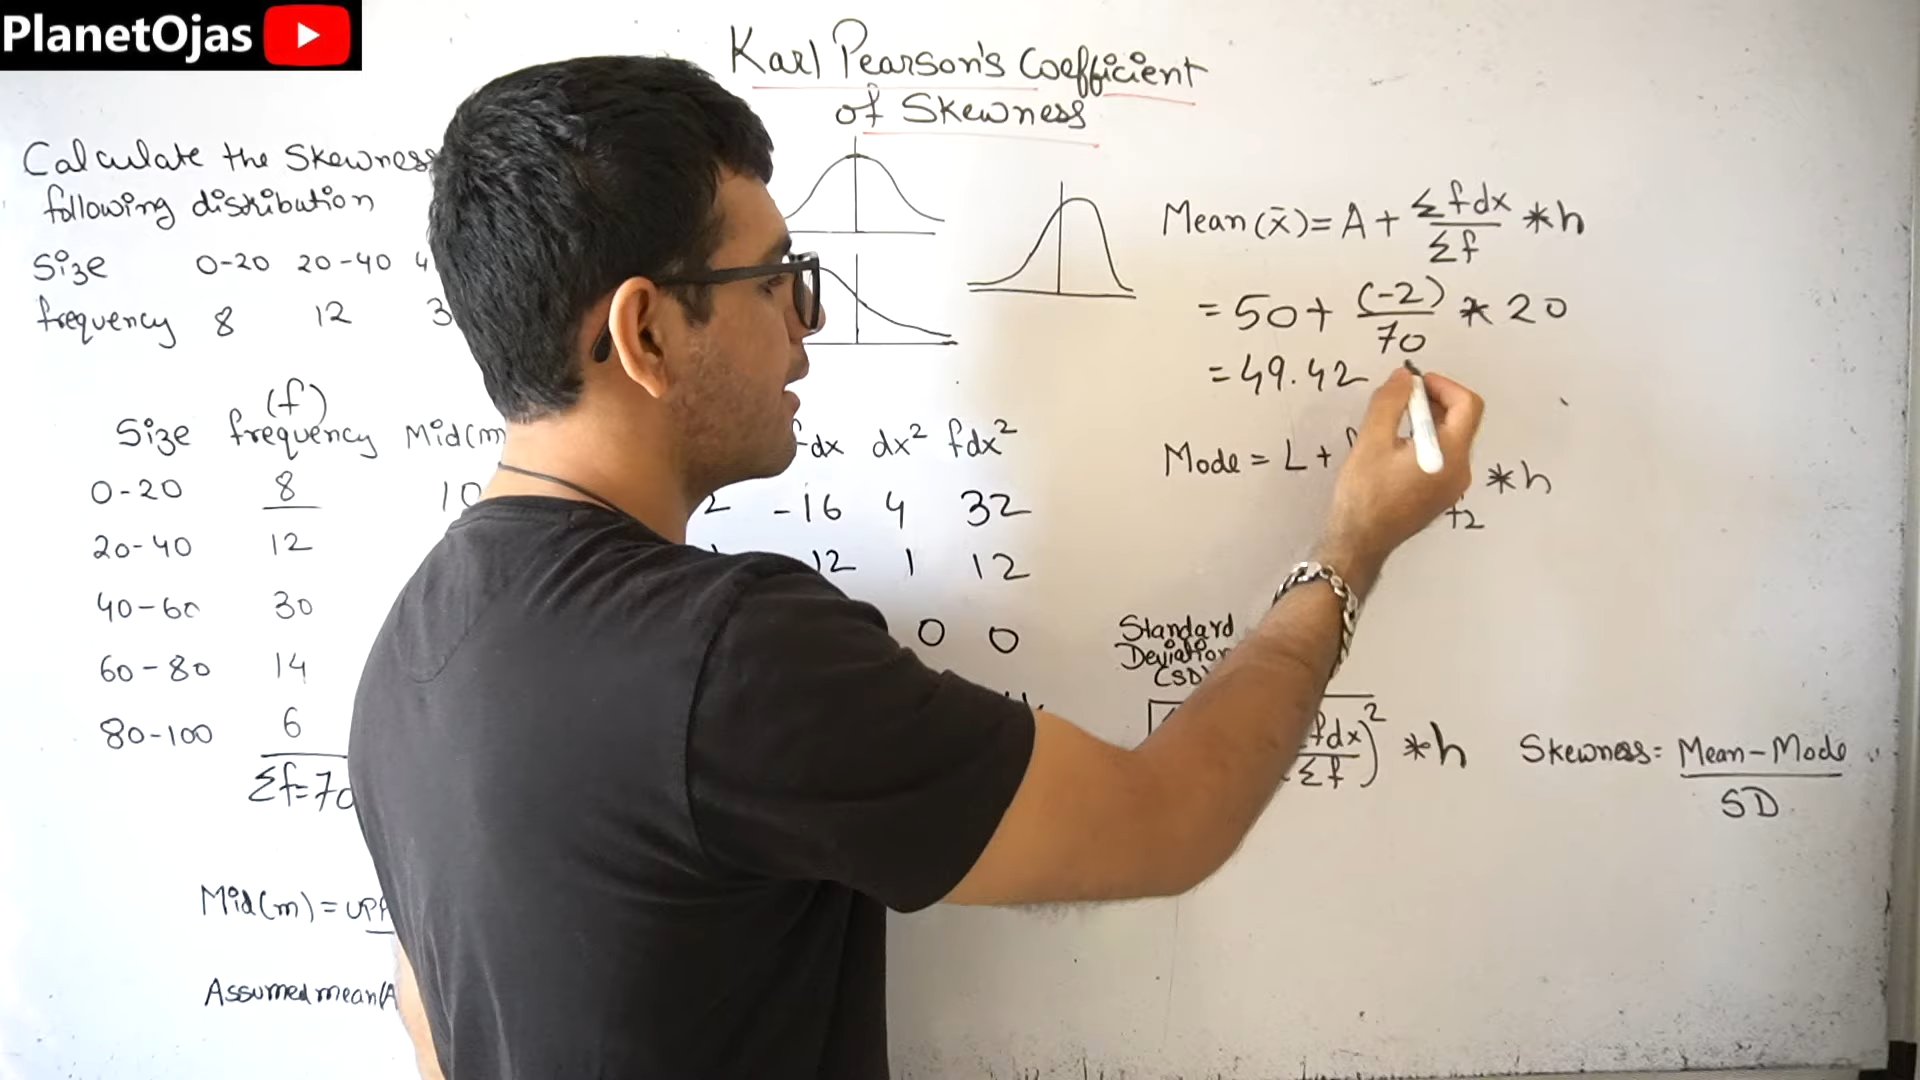 PlanetOjas
Karl Pearson's Coefficient
of Skewness
Calculate the Skewness
following distribution
Size 0-20 20-40 4
frequency 8 12 3
(f)
Size frequency Mid(m fdx dx² fdx²
0-20 8 10 2 -16 4 32
20-40 12 12 1 12
40-60 30 0 0
60-80 14
80-100 6
Σf=70
Mid(m)=
Assumed mean(A
Mean(x̄)= A + Σfdx/Σf *h
= 50+ (-2)/70 * 20
= 49.42
Mode = L + *h
Standard
Deviation
(SD)
fdx/Σf)² *h
Skewness= Mean-Mode
SD